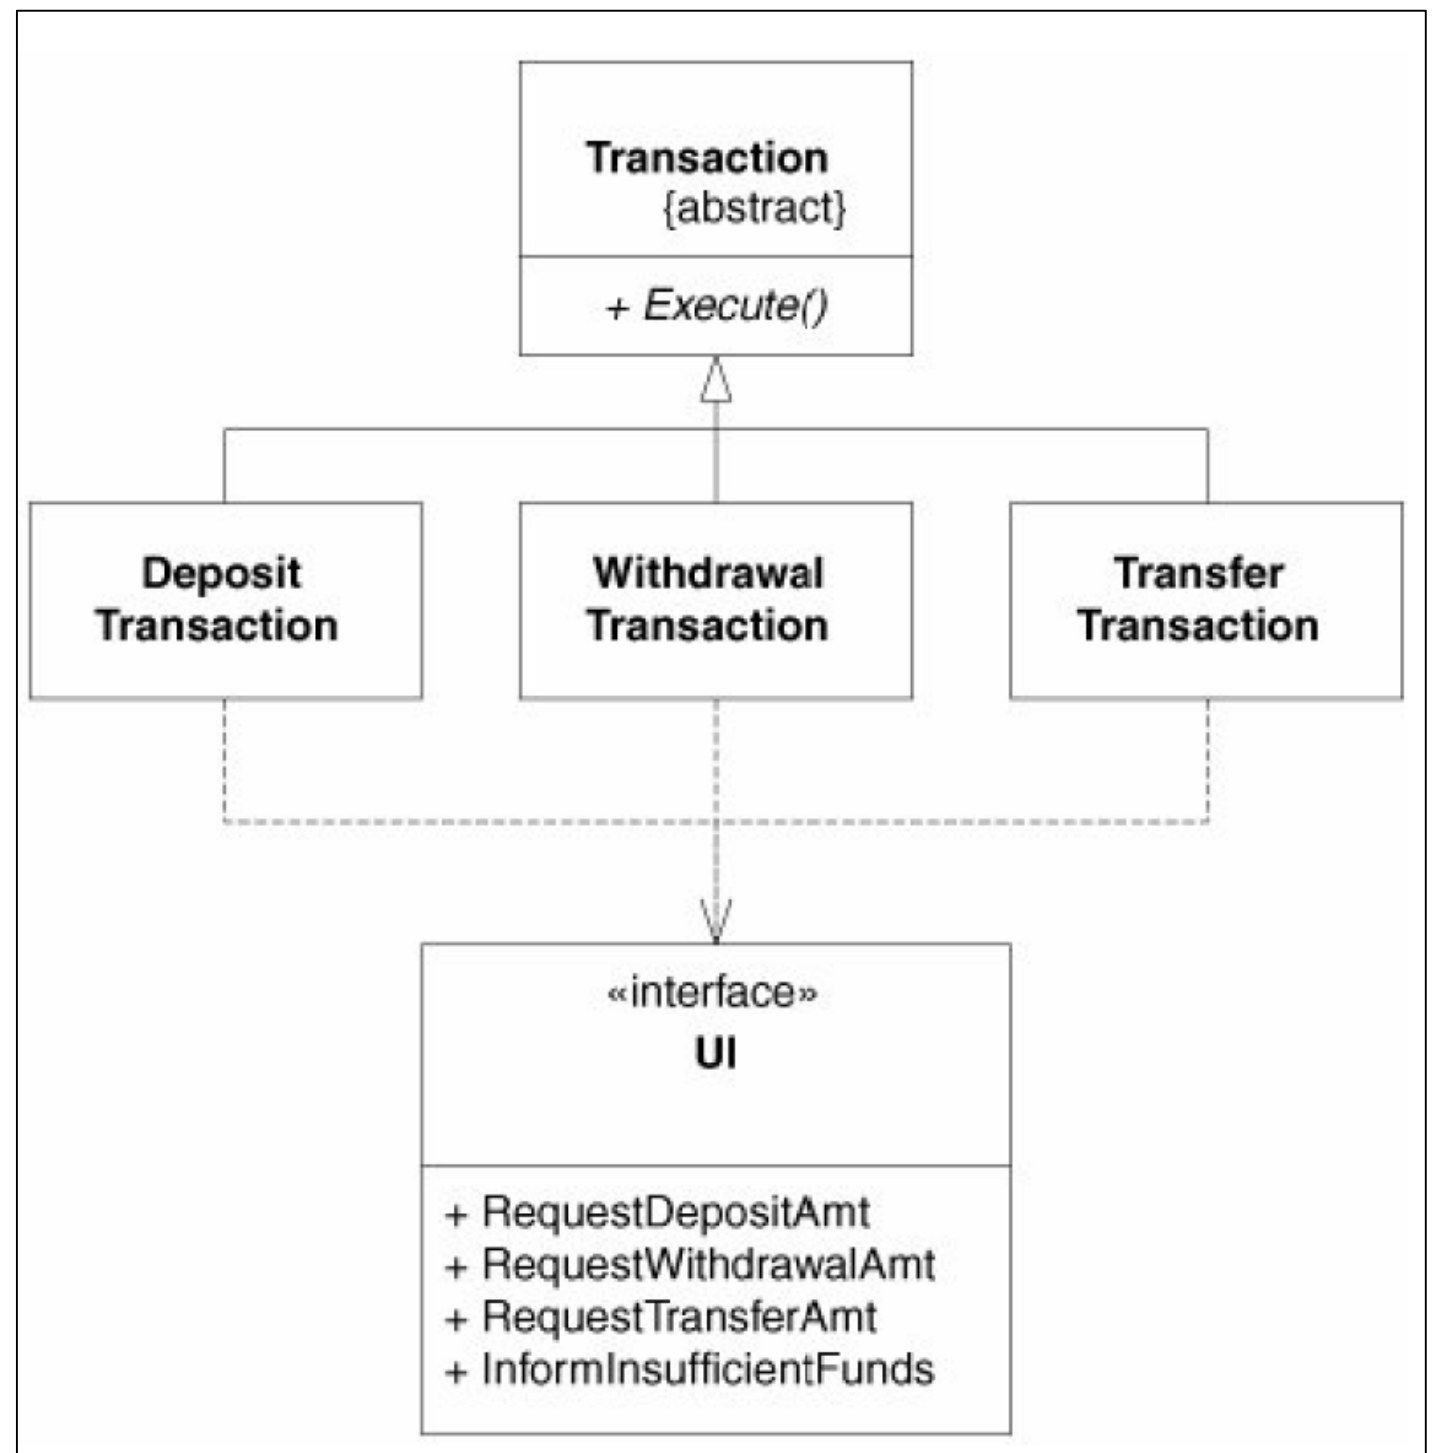 Transaction
{abstract}
+ Execute()
Deposit
Transaction
Withdrawal
Transaction
Transfer
Transaction
«interface»
UI
+ RequestDepositAmt
+ RequestWithdrawalAmt
+ RequestTransferAmt
+ InformInsufficientFunds